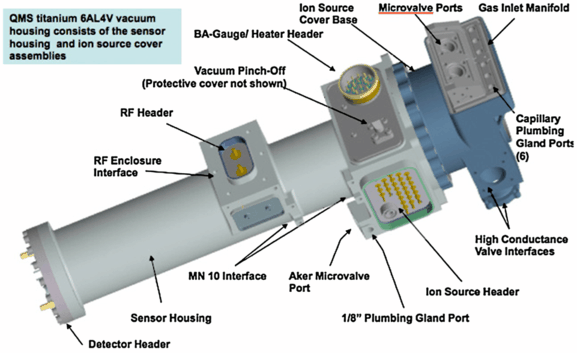 QMS titanium 6AL4V vacuum
housing consists of the sensor
housing and ion source cover
assemblies
Ion Source
Cover Base
Microvalve Ports
Gas Inlet Manifold
BA-Gauge/ Heater Header
Vacuum Pinch-Off
(Protective cover not shown)
RF Header
RF Enclosure
Interface
Capillary
Plumbing
Gland Ports
(6)
High Conductance
Valve Interfaces
MN 10 Interface
Aker Microvalve
Port
Ion Source Header
Sensor Housing
1/8" Plumbing Gland Port
Detector Header